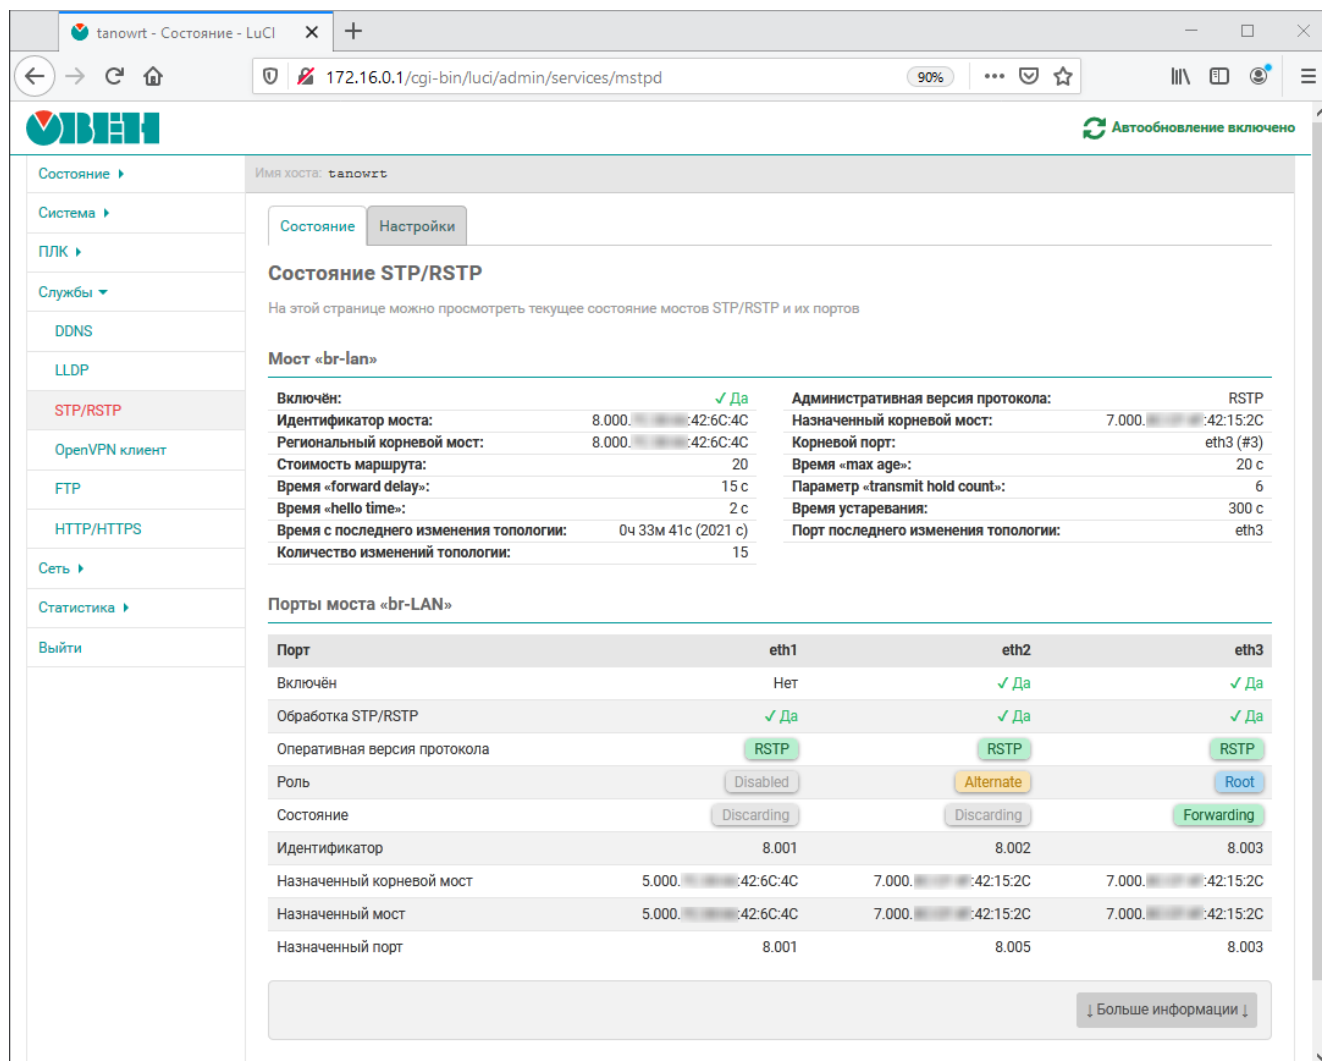 tanowrt - Состояние - LuCI
172.16.0.1/cgi-bin/luci/admin/services/mstpd
90%
ОВЕН
Автообновление включено
Состояние
Система
ПЛК
Службы
DDNS
LLDP
STP/RSTP
OpenVPN клиент
FTP
HTTP/HTTPS
Сеть
Статистика
Выйти
Имя хоста: tanowrt
Состояние Настройки
Состояние STP/RSTP
На этой странице можно просмотреть текущее состояние мостов STP/RSTP и их портов
Мост «br-lan»
Включён: ✓ Да
Идентификатор моста: 8.000. :42:6C:4C
Региональный корневой мост: 8.000. :42:6C:4C
Стоимость маршрута: 20
Время «forward delay»: 15 с
Время «hello time»: 2 с
Время с последнего изменения топологии: 0ч 33м 41с (2021 с)
Количество изменений топологии: 15
Административная версия протокола: RSTP
Назначенный корневой мост: 7.000. :42:15:2C
Корневой порт: eth3 (#3)
Время «max age»: 20 с
Параметр «transmit hold count»: 6
Время устаревания: 300 с
Порт последнего изменения топологии: eth3
Порты моста «br-LAN»
Порт eth1 eth2 eth3
Включён Нет ✓ Да ✓ Да
Обработка STP/RSTP ✓ Да ✓ Да ✓ Да
Оперативная версия протокола RSTP RSTP RSTP
Роль Disabled Alternate Root
Состояние Discarding Discarding Forwarding
Идентификатор 8.001 8.002 8.003
Назначенный корневой мост 5.000. :42:6C:4C 7.000. :42:15:2C 7.000. :42:15:2C
Назначенный мост 5.000. :42:6C:4C 7.000. :42:15:2C 7.000. :42:15:2C
Назначенный порт 8.001 8.005 8.003
↓ Больше информации ↓